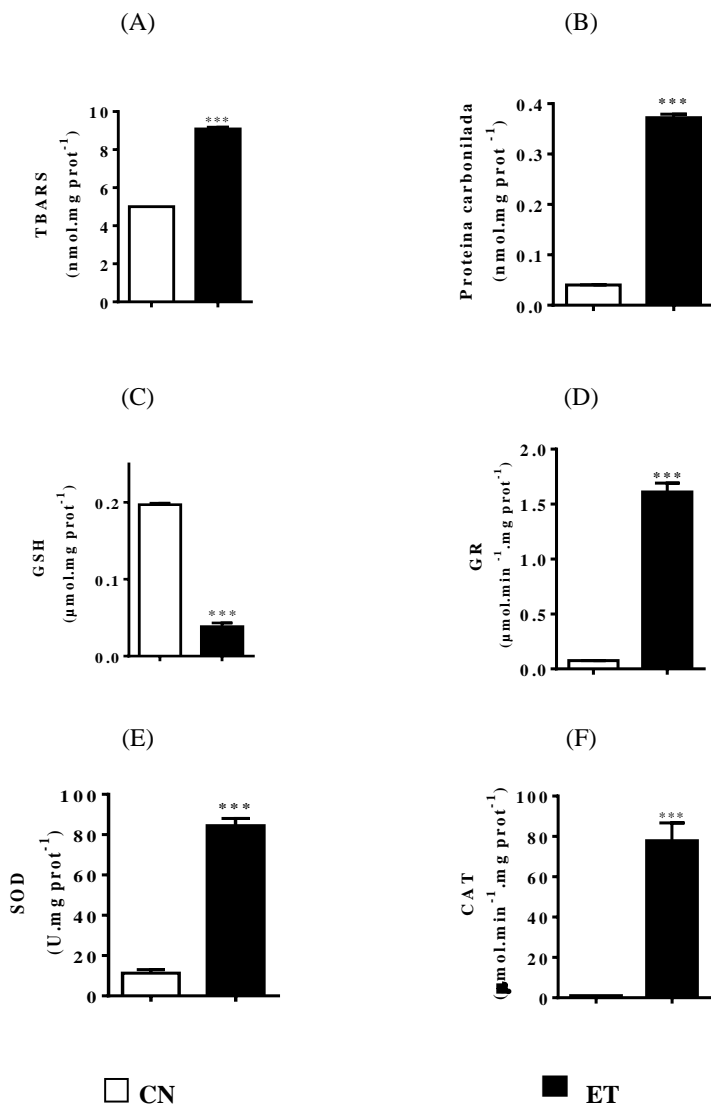 (A)
(B)
TBARS
(nmol.mg prot⁻¹)
10
8
6
4
2
0
***
Proteina carbonilada
(nmol.mg prot⁻¹)
0.4
0.3
0.2
0.1
0.0
***
(C)
(D)
GSH
(µmol.mg prot⁻¹)
0.2
0.1
0.0
***
GR
(µmol.min⁻¹.mg prot⁻¹)
2.0
1.5
1.0
0.5
0.0
***
(E)
(F)
SOD
(U.mg prot⁻¹)
100
80
60
40
20
0
***
CAT
mol.min⁻¹.mg prot⁻¹)
100
80
60
40
20
0
***
CN
ET